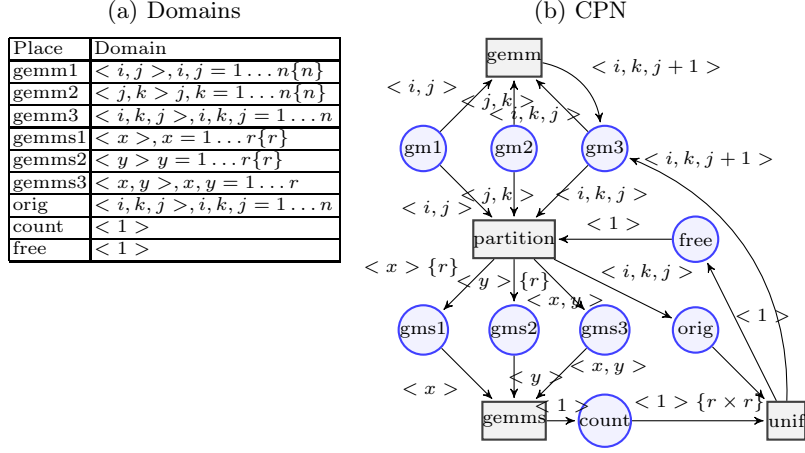 (a) Domains
Place Domain
gemm1 < i, j >, i, j = 1 . . . n{n}
gemm2 < j, k > j, k = 1 . . . n{n}
gemm3 < i, k, j >, i, k, j = 1 . . . n
gemms1 < x >, x = 1 . . . r{r}
gemms2 < y > y = 1 . . . r{r}
gemms3 < x, y >, x, y = 1 . . . r
orig < i, k, j >, i, k, j = 1 . . . n
count < 1 >
free < 1 >
(b) CPN
gemm
< i, k, j + 1 >
< i, j >
< j, k >
< i, k, j >
gm1
gm2
gm3
< i, k, j + 1 >
< i, j >
< j, k >
< i, k, j >
partition
< 1 >
free
< x > {r}
< y > {r}
< x, y >
< i, k, j >
gms1
gms2
gms3
orig
< 1 >
< x >
< y >
< x, y >
gemms
< 1 >
count
< 1 > {r × r}
unif